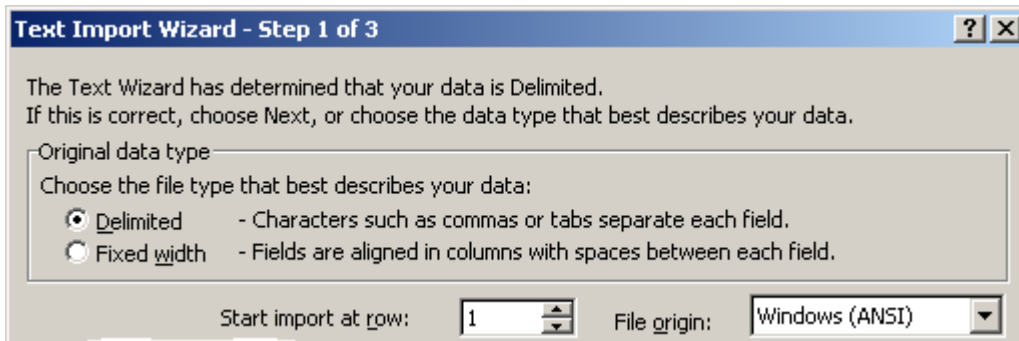 Text Import Wizard - Step 1 of 3
The Text Wizard has determined that your data is Delimited.
If this is correct, choose Next, or choose the data type that best describes your data.
Original data type
Choose the file type that best describes your data:
Delimited - Characters such as commas or tabs separate each field.
Fixed width - Fields are aligned in columns with spaces between each field.
Start import at row: 1 File origin: Windows (ANSI)